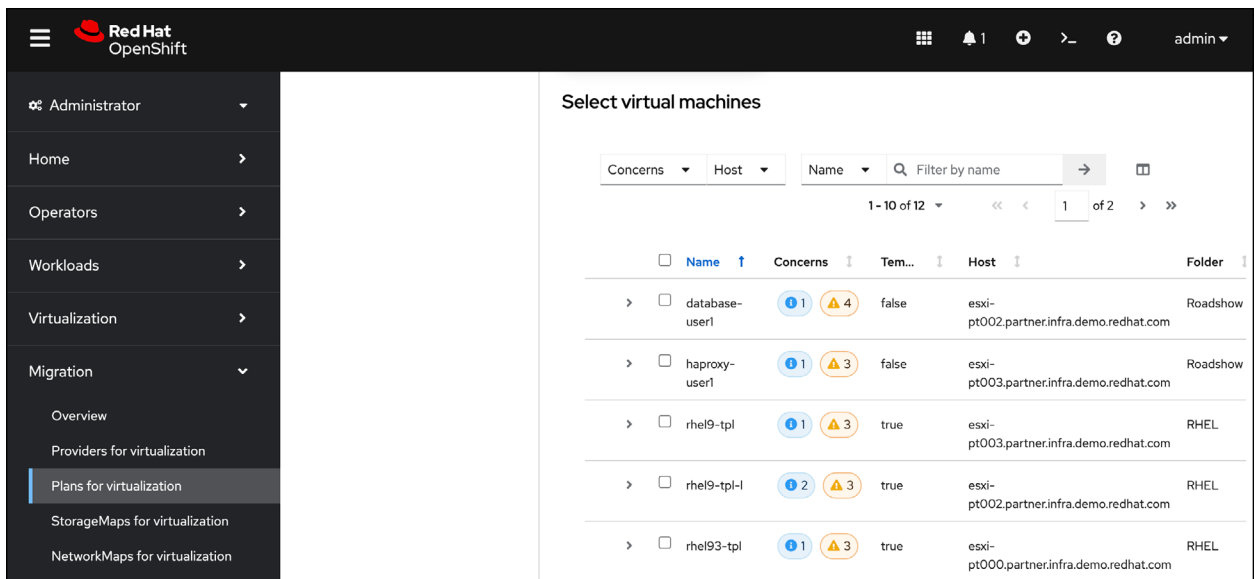 Red Hat
OpenShift
1
admin
Administrator
Home
Operators
Workloads
Virtualization
Migration
Overview
Providers for virtualization
Plans for virtualization
StorageMaps for virtualization
NetworkMaps for virtualization
Select virtual machines
Concerns Host Name Filter by name
1 - 10 of 12 1 of 2
Name Concerns Tem... Host Folder
database-
user1
1 4 false
esxi-
pt002.partner.infra.demo.redhat.com
Roadshow
haproxy-
user1
1 3 false
esxi-
pt003.partner.infra.demo.redhat.com
Roadshow
rhel9-tpl 1 3 true
esxi-
pt003.partner.infra.demo.redhat.com
RHEL
rhel9-tpl-l 2 3 true
esxi-
pt002.partner.infra.demo.redhat.com
RHEL
rhel93-tpl 1 3 true
esxi-
pt000.partner.infra.demo.redhat.com
RHEL